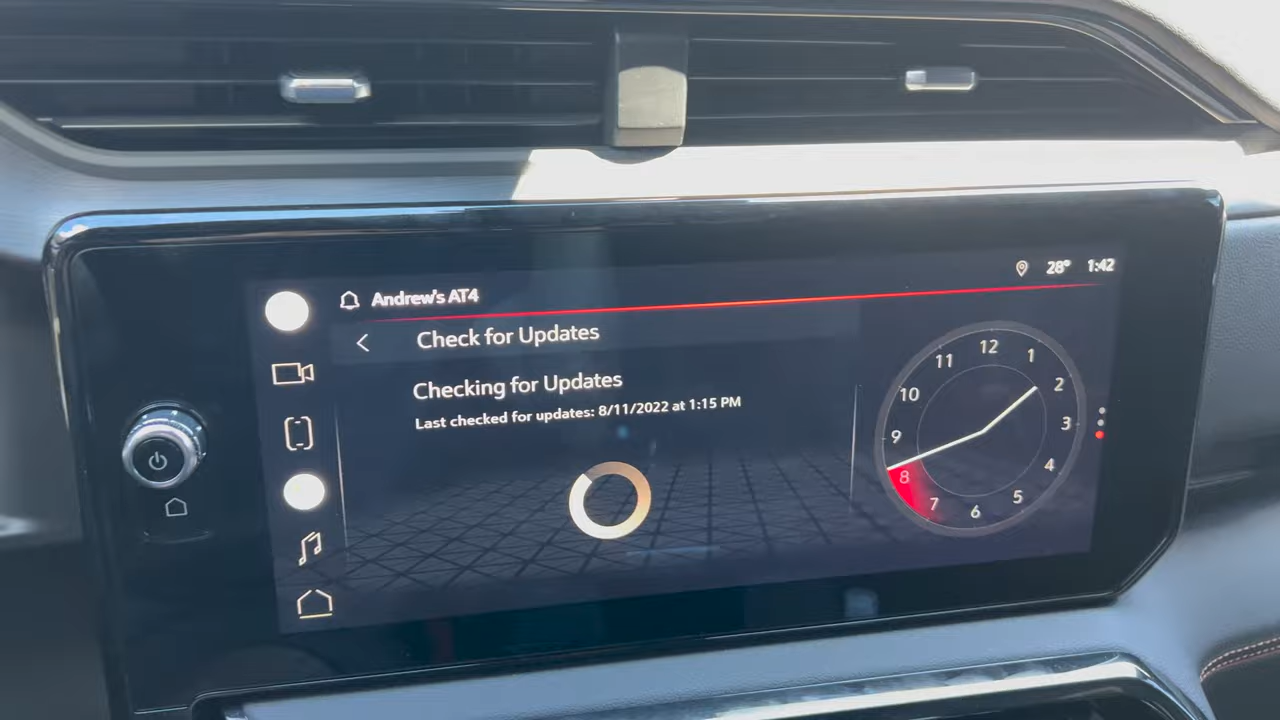 28° 1:42
Andrew's AT4
Check for Updates
Checking for Updates
Last checked for updates: 8/11/2022 at 1:15 PM
12
11 1
10 2
9 3
8 4
7 5
6